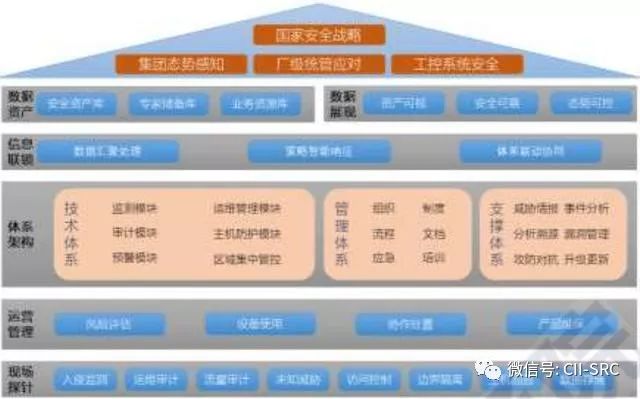 国家安全战略
集团态势感知 厂级统管应对 工控系统安全
数据资产 安全资产库 专家储备库 业务资源库 数据展现 资产可视 安全可察 态势可控
信息联锁 数据汇聚处理 策略智能响应 体系联动协同
体系架构
技术体系
监测模块 运维管理模块
审计模块 主机防护模块
预警模块 区域集中管控
管理体系
组织 制度
流程 文档
应急 培训
支撑体系
威胁情报 事件分析
分析溯源 漏洞管理
攻防对抗 升级更新
运营管理 风险评估 设备使用 协作处置
现场探针 入侵监测 运维审计 流量审计 未知威胁 访问控制 边界隔离
微信号: CII-SRC